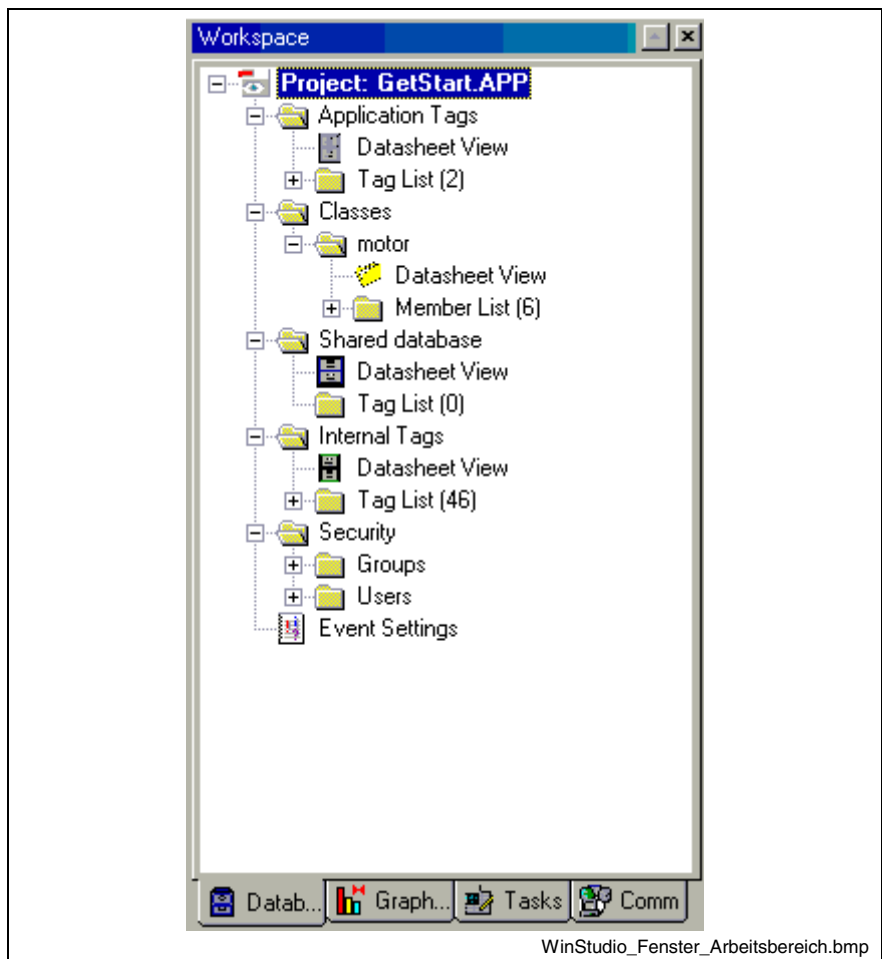 Workspace
Project: GetStart.APP
Application Tags
Datasheet View
Tag List (2)
Classes
motor
Datasheet View
Member List (6)
Shared database
Datasheet View
Tag List (0)
Internal Tags
Datasheet View
Tag List (46)
Security
Groups
Users
Event Settings
Datab... Graph... Tasks Comm
WinStudio_Fenster_Arbeitsbereich.bmp